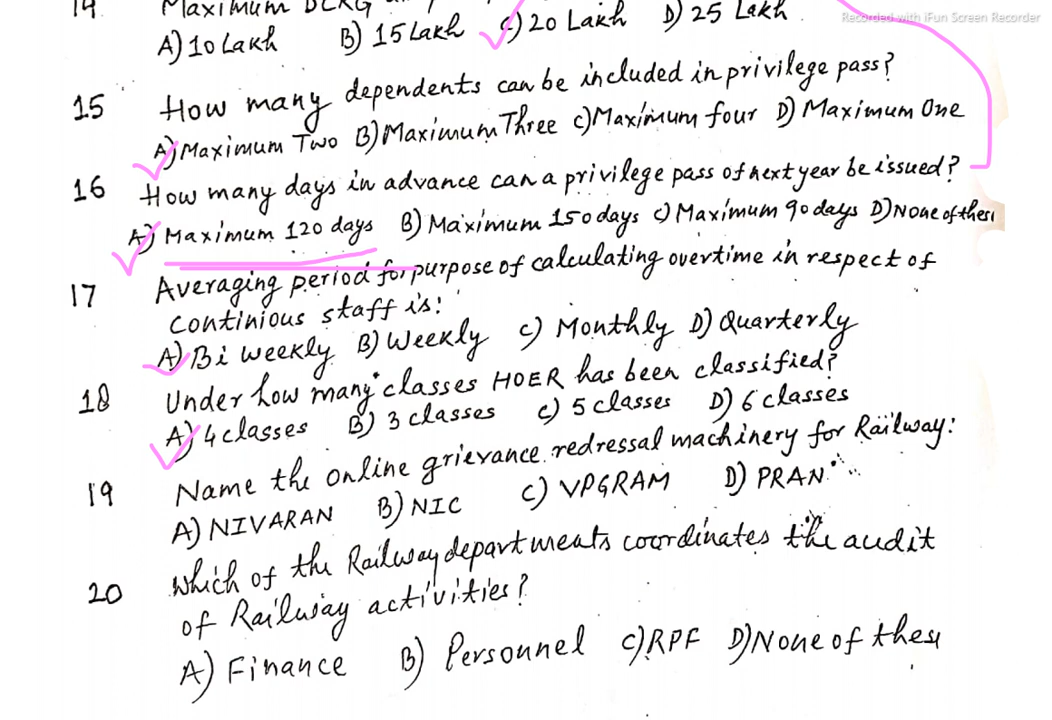 14 Maximum DCRG
Recorded with iFun Screen Recorder
A) 10 Lakh B) 15 Lakh C) 20 Lakh D) 25 Lakh
15 How many dependents can be included in privilege pass?
A) Maximum Two B) Maximum Three C) Maximum four D) Maximum One
16 How many days in advance can a privilege pass of next year be issued?
A) Maximum 120 days B) Maximum 150 days C) Maximum 90 days D) None of these
17 Averaging period for purpose of calculating overtime in respect of
Continious staff is:
A) Bi weekly B) Weekly C) Monthly D) Quarterly
18 Under how many classes HOER has been classified?
A) 4 classes B) 3 classes C) 5 classes D) 6 classes
19 Name the online grievance redressal machinery for Railway:
A) NIVARAN B) NIC C) VPGRAM D) PRAN
20 Which of the Railway departments coordinates the audit
of Railway activities?
A) Finance B) Personnel C) RPF D) None of these